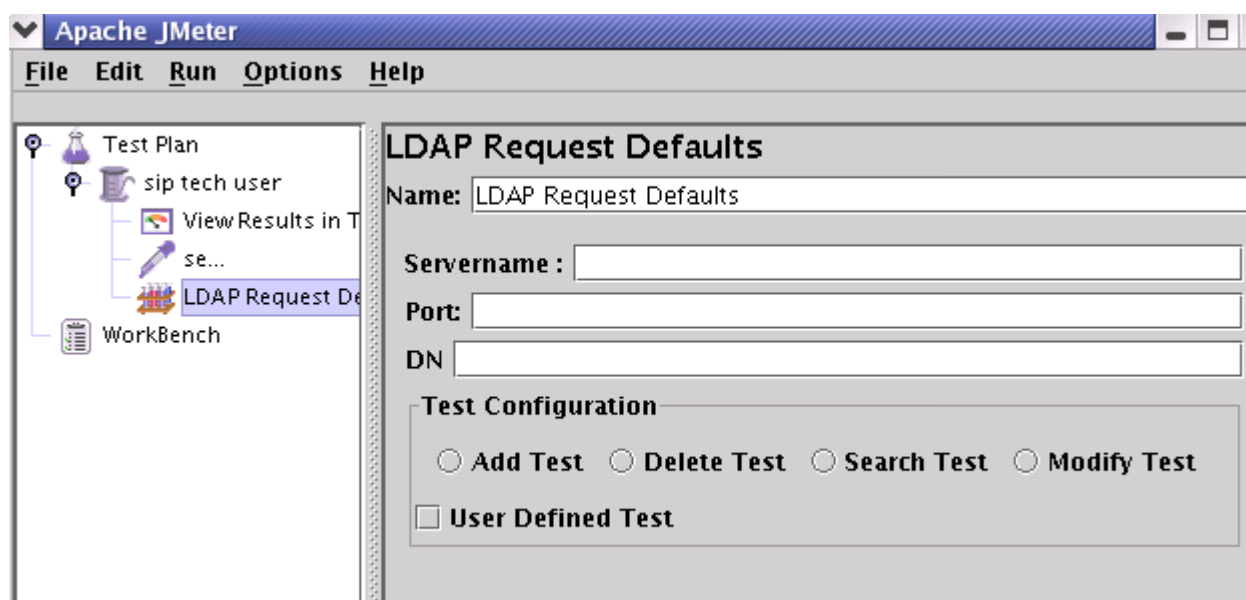 Apache JMeter
File Edit Run Options Help
Test Plan
sip tech user
View Results in T
se...
LDAP Request De
WorkBench
LDAP Request Defaults
Name: LDAP Request Defaults
Servername :
Port:
DN
Test Configuration
Add Test Delete Test Search Test Modify Test
User Defined Test